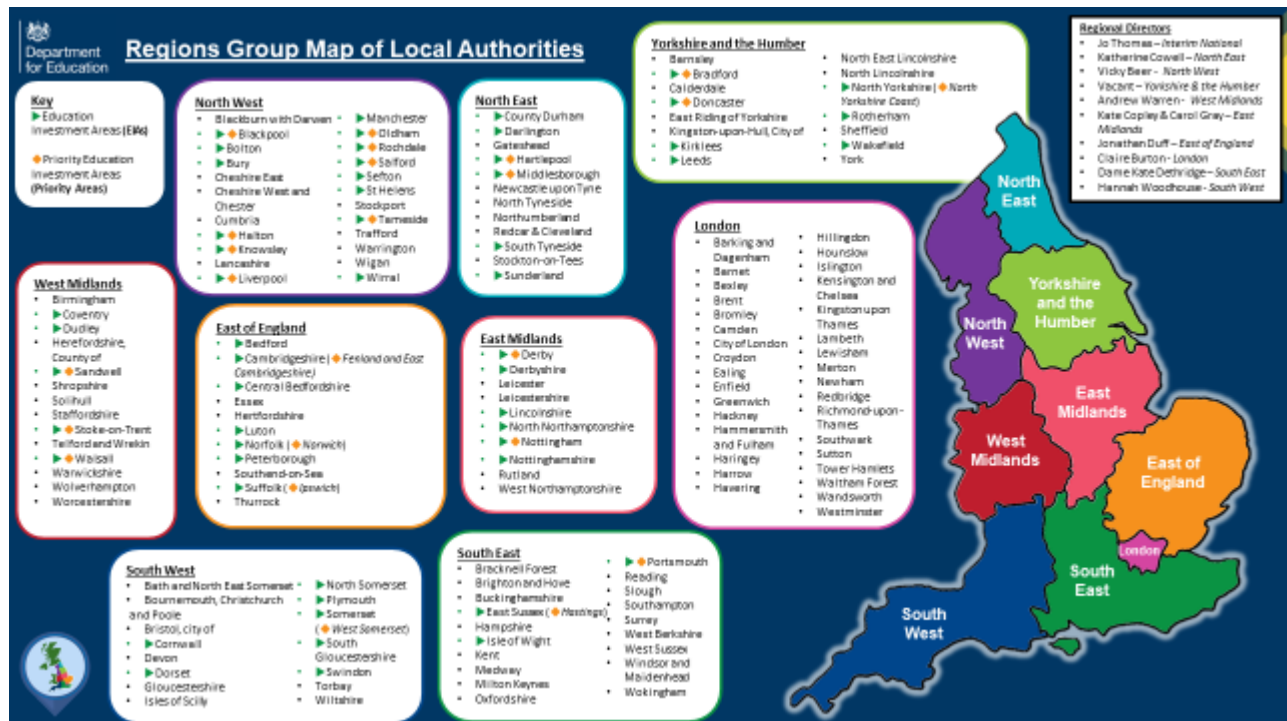 Department
for Education
Regions Group Map of Local Authorities
Key
Education
Investment Areas (EIAs)
Priority Education
Investment Areas
(Priority Areas)
North West
Blackburn with Darwen
Blackpool
Bolton
Bury
Cheshire East
Cheshire West and
Chester
Cumbria
Halton
Knowsley
Lancashire
Liverpool
Manchester
Oldham
Rochdale
Salford
Sefton
St Helens
Stockport
Tameside
Trafford
Warrington
Wigan
Wirral
North East
County Durham
Darlington
Gateshead
Hartlepool
Middlesborough
Newcastle upon Tyne
North Tyneside
Northumberland
Redcar & Cleveland
South Tyneside
Stockton-on-Tees
Sunderland
Yorkshire and the Humber
Barnsley
Bradford
Calderdale
Doncaster
East Riding of Yorkshire
Kingston-upon-Hull, City of
Kirklees
Leeds
North East Lincolnshire
North Lincolnshire
North Yorkshire (North
Yorkshire Coast)
Rotherham
Sheffield
Wakefield
York
Regional Directors
Jo Thomas – Interim National
Katherine Cowell – North East
Vicky Beer - North West
Vacant – Yorkshire & the Humber
Andrew Warren - West Midlands
Kate Copley & Carol Gray – East
Midlands
Jonathan Duff – East of England
Claire Burton - London
Dame Kate Dethridge – South East
Hannah Woodhouse - South West
West Midlands
Birmingham
Coventry
Dudley
Herefordshire,
County of
Sandwell
Shropshire
Solihull
Staffordshire
Stoke-on-Trent
Telford and Wrekin
Walsall
Warwickshire
Wolverhampton
Worcestershire
East of England
Bedford
Cambridgeshire (Fenland and East
Cambridgeshire)
Central Bedfordshire
Essex
Hertfordshire
Luton
Norfolk (Norwich)
Peterborough
Southend-on-Sea
Suffolk (Ipswich)
Thurrock
East Midlands
Derby
Derbyshire
Leicester
Leicestershire
Lincolnshire
North Northamptonshire
Nottingham
Nottinghamshire
Rutland
West Northamptonshire
London
Barking and
Dagenham
Barnet
Bexley
Brent
Bromley
Camden
City of London
Croydon
Ealing
Enfield
Greenwich
Hackney
Hammersmith
and Fulham
Haringey
Harrow
Havering
Hillingdon
Hounslow
Islington
Kensington and
Chelsea
Kingston upon
Thames
Lambeth
Lewisham
Merton
Newham
Redbridge
Richmond-upon-
Thames
Southwark
Sutton
Tower Hamlets
Waltham Forest
Wandsworth
Westminster
South West
Bath and North East Somerset
Bournemouth, Christchurch
and Poole
Bristol, city of
Cornwall
Devon
Dorset
Gloucestershire
Isles of Scilly
North Somerset
Plymouth
Somerset
(West Somerset)
South
Gloucestershire
Swindon
Torbay
Wiltshire
South East
Bracknell Forest
Brighton and Hove
Buckinghamshire
East Sussex (Hastings)
Hampshire
Isle of Wight
Kent
Medway
Milton Keynes
Oxfordshire
Portsmouth
Reading
Slough
Southampton
Surrey
West Berkshire
West Sussex
Windsor and
Maidenhead
Wokingham
North
East
Yorkshire
and the
Humber
North
West
East
Midlands
West
Midlands
East of
England
London
South
East
South
West